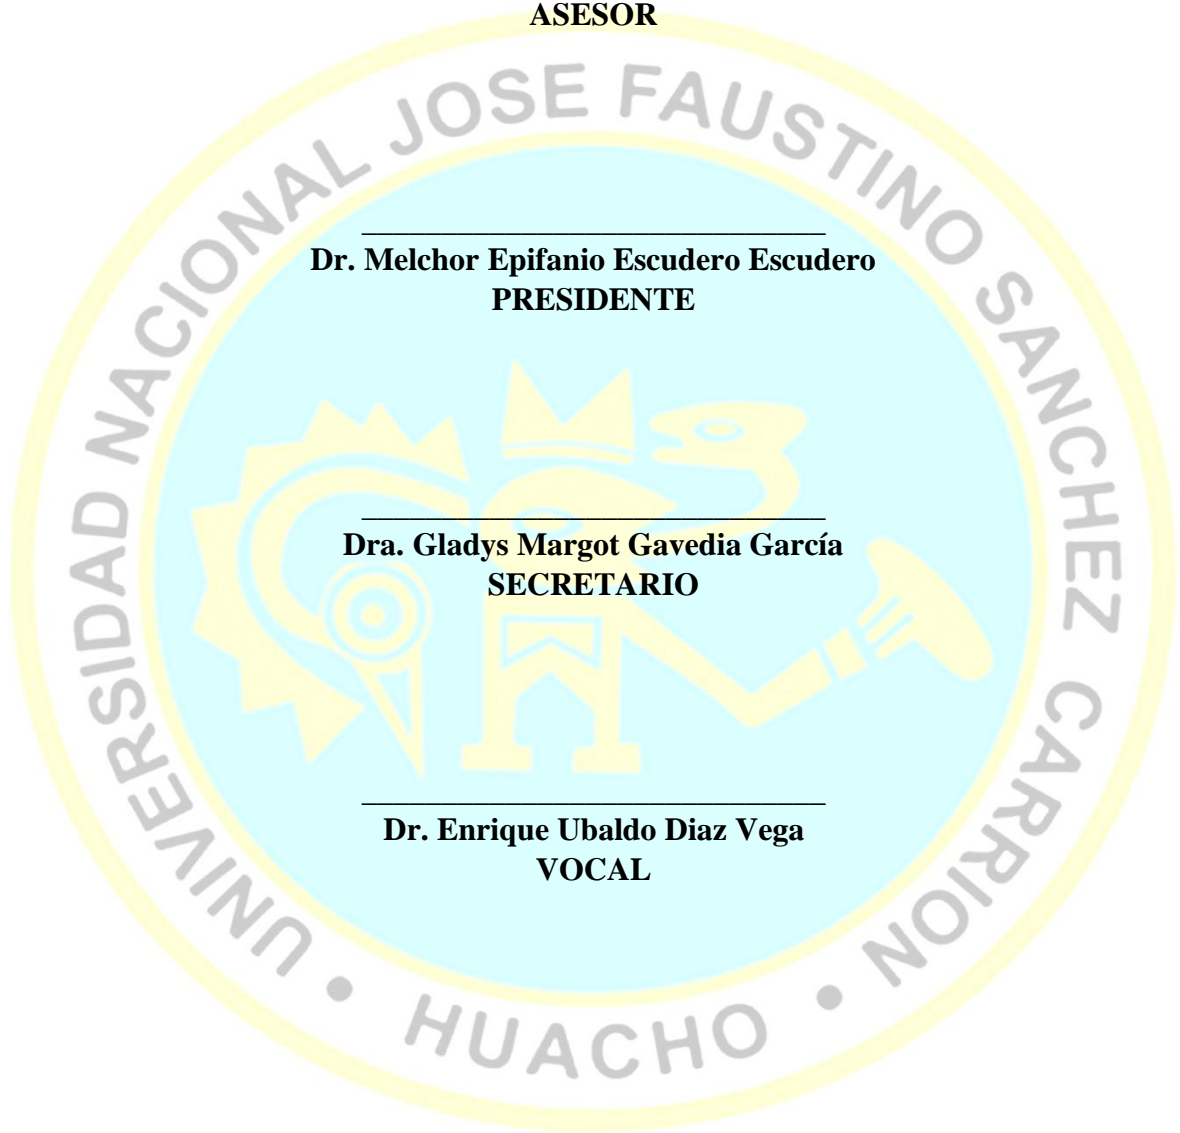 ASESOR
UNIVERSIDAD NACIONAL JOSE FAUSTINO SANCHEZ CARRION • HUACHO •
Dr. Melchor Epifanio Escudero Escudero
PRESIDENTE
Dra. Gladys Margot Gavedia García
SECRETARIO
Dr. Enrique Ubaldo Diaz Vega
VOCAL